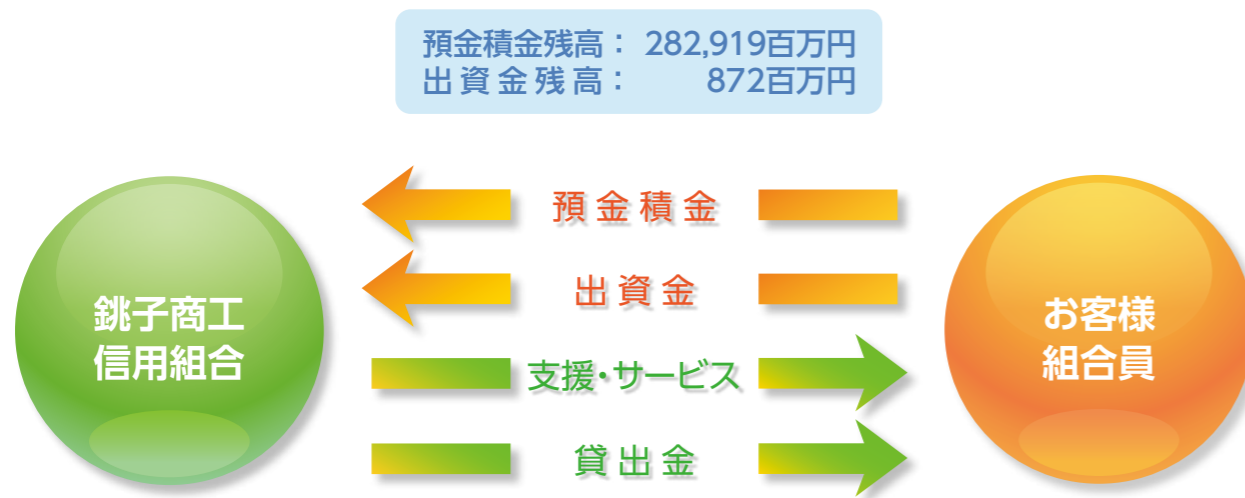 預金積金残高： 282,919百万円
出資金残高： 872百万円
預金積金
出資金
銚子商工
信用組合
お客様
組合員
支援・サービス
貸出金